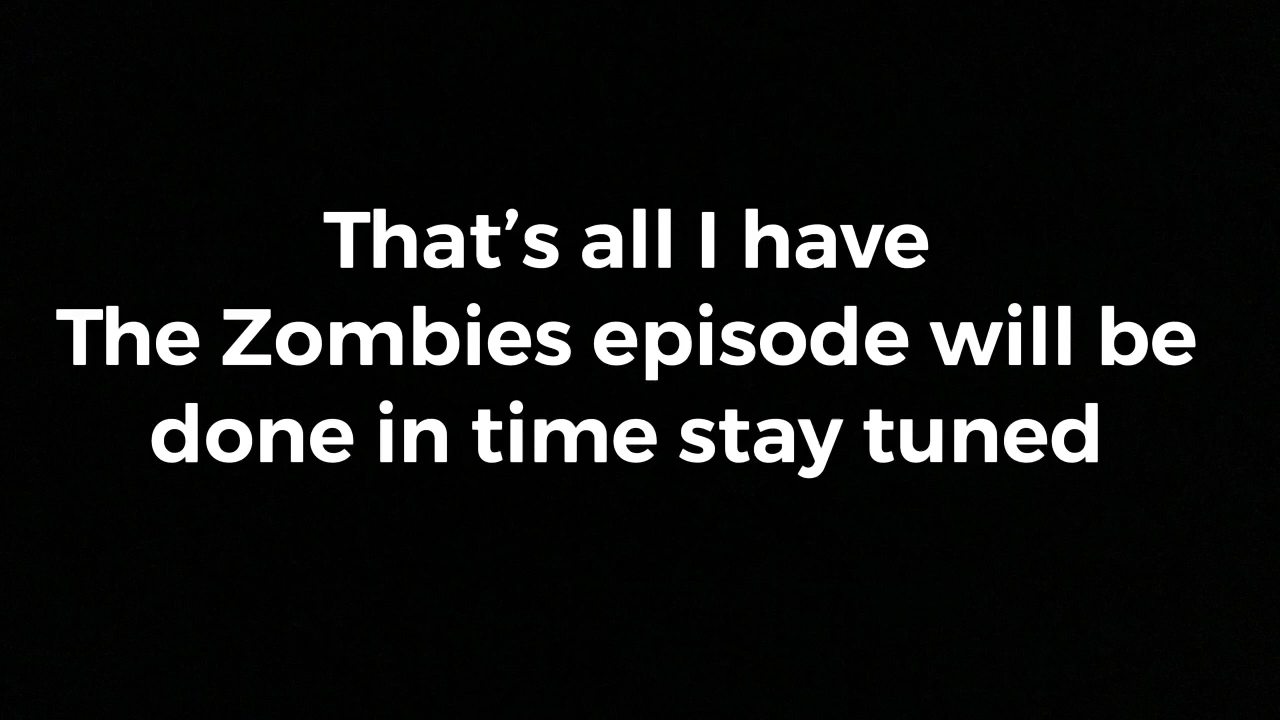 That’s all I have
The Zombies episode will be
done in time stay tuned